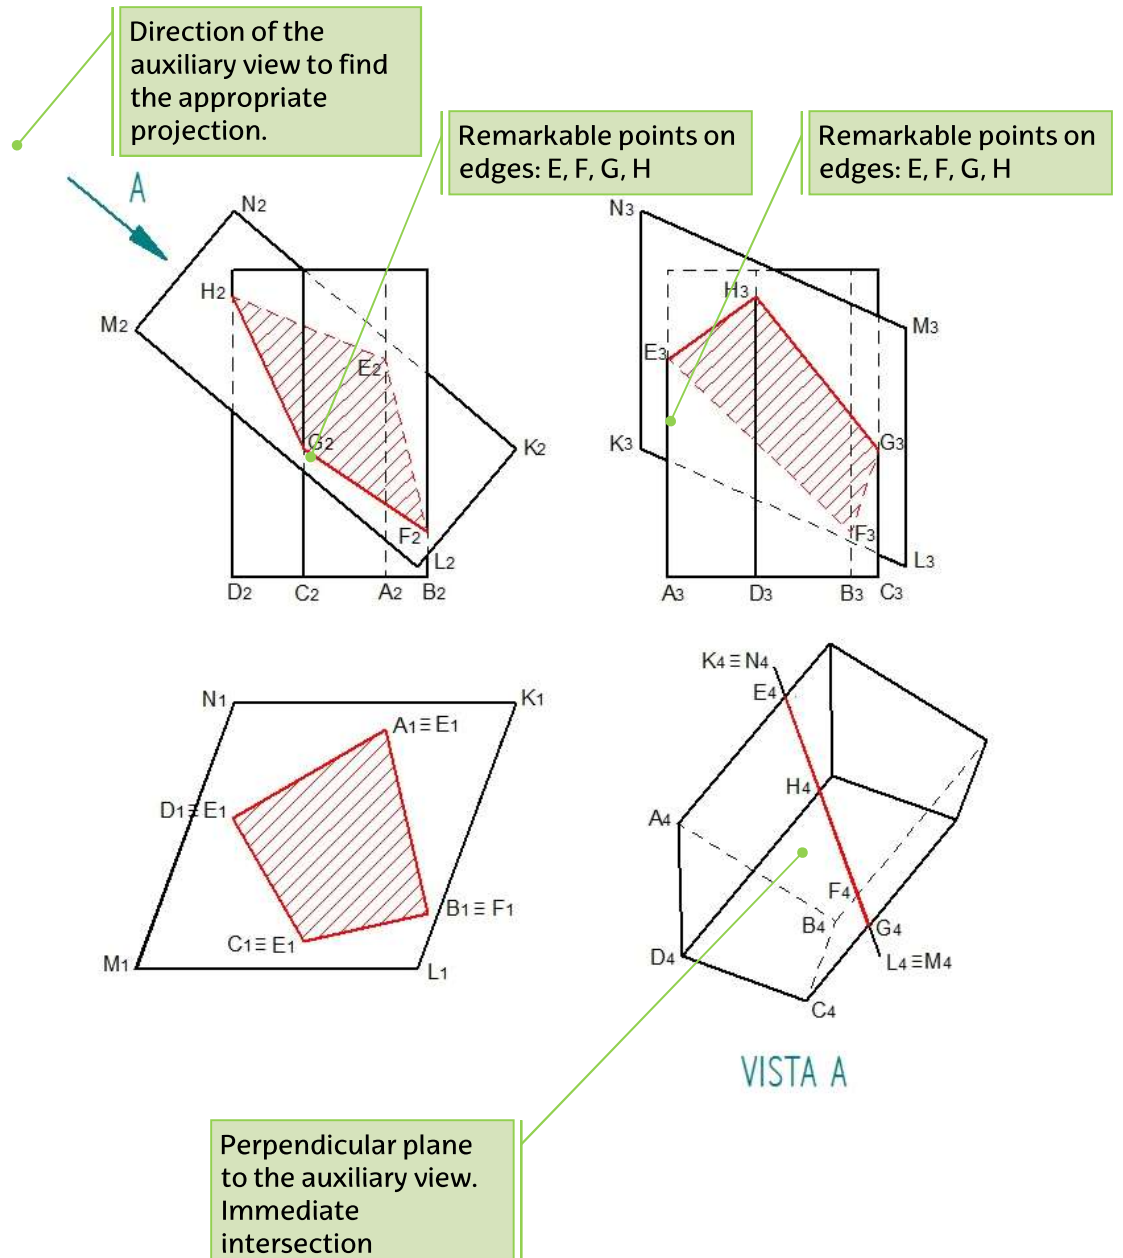 Direction of the
auxiliary view to find
the appropriate
projection.
Remarkable points on
edges: E, F, G, H
Remarkable points on
edges: E, F, G, H
A
N2
N3
H2
H3
M2
M3
E3
E2
G2
K2
K3
G3
F2
F3
L2
L3
D2
C2
A2
B2
A3
D3
B3
C3
K4≡N4
E4
N1
K1
A1≡E1
H4
D1≡E1
A4
F4
B1≡F1
B4
G4
C1≡E1
M1
L1
D4
L4≡M4
C4
VISTA A
Perpendicular plane
to the auxiliary view.
Immediate
intersection